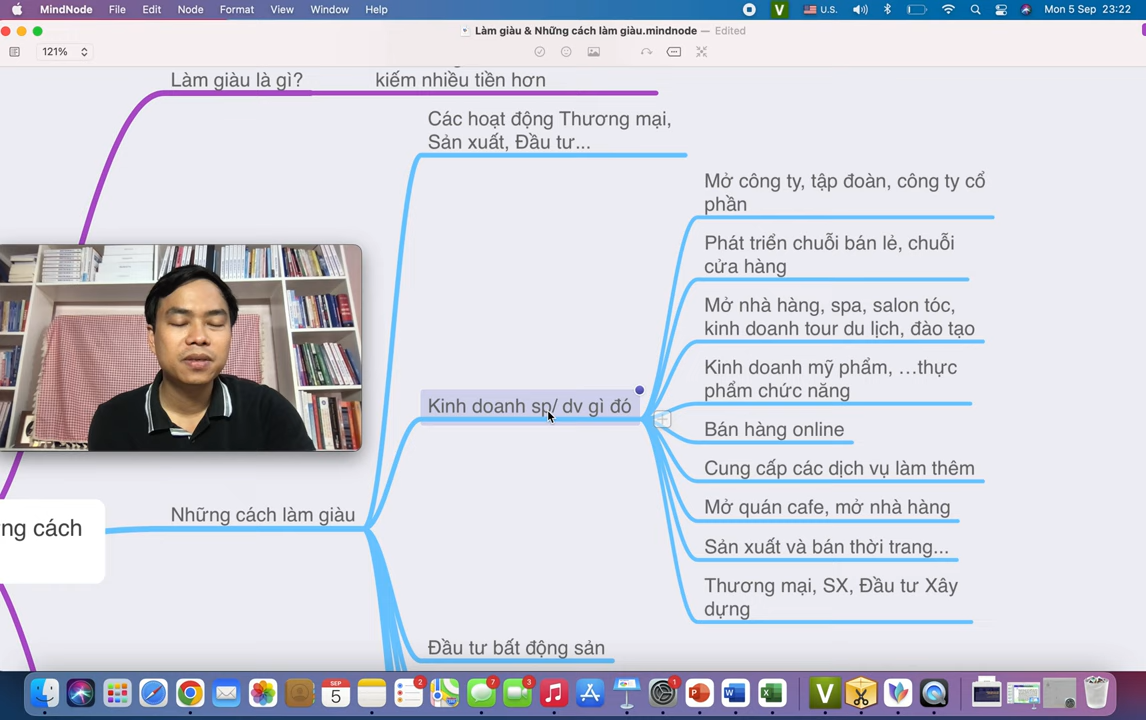 MindNode File Edit Node Format View Window Help V U.S. Mon 5 Sep 23:22
Làm giàu & Những cách làm giàu.mindnode — Edited
121%
Làm giàu là gì?
kiếm nhiều tiền hơn
Các hoạt động Thương mại,
Sản xuất, Đầu tư...
Mở công ty, tập đoàn, công ty cổ
phần
Phát triển chuỗi bán lẻ, chuỗi
cửa hàng
Mở nhà hàng, spa, salon tóc,
kinh doanh tour du lịch, đào tạo
Kinh doanh mỹ phẩm, …thực
phẩm chức năng
Kinh doanh sp/ dv gì đó
Bán hàng online
Cung cấp các dịch vụ làm thêm
Mở quán cafe, mở nhà hàng
Những cách làm giàu
ng cách
Sản xuất và bán thời trang...
Thương mại, SX, Đầu tư Xây
dựng
Đầu tư bất động sản
SEP
5
2
7
3
1
P
W
X
V